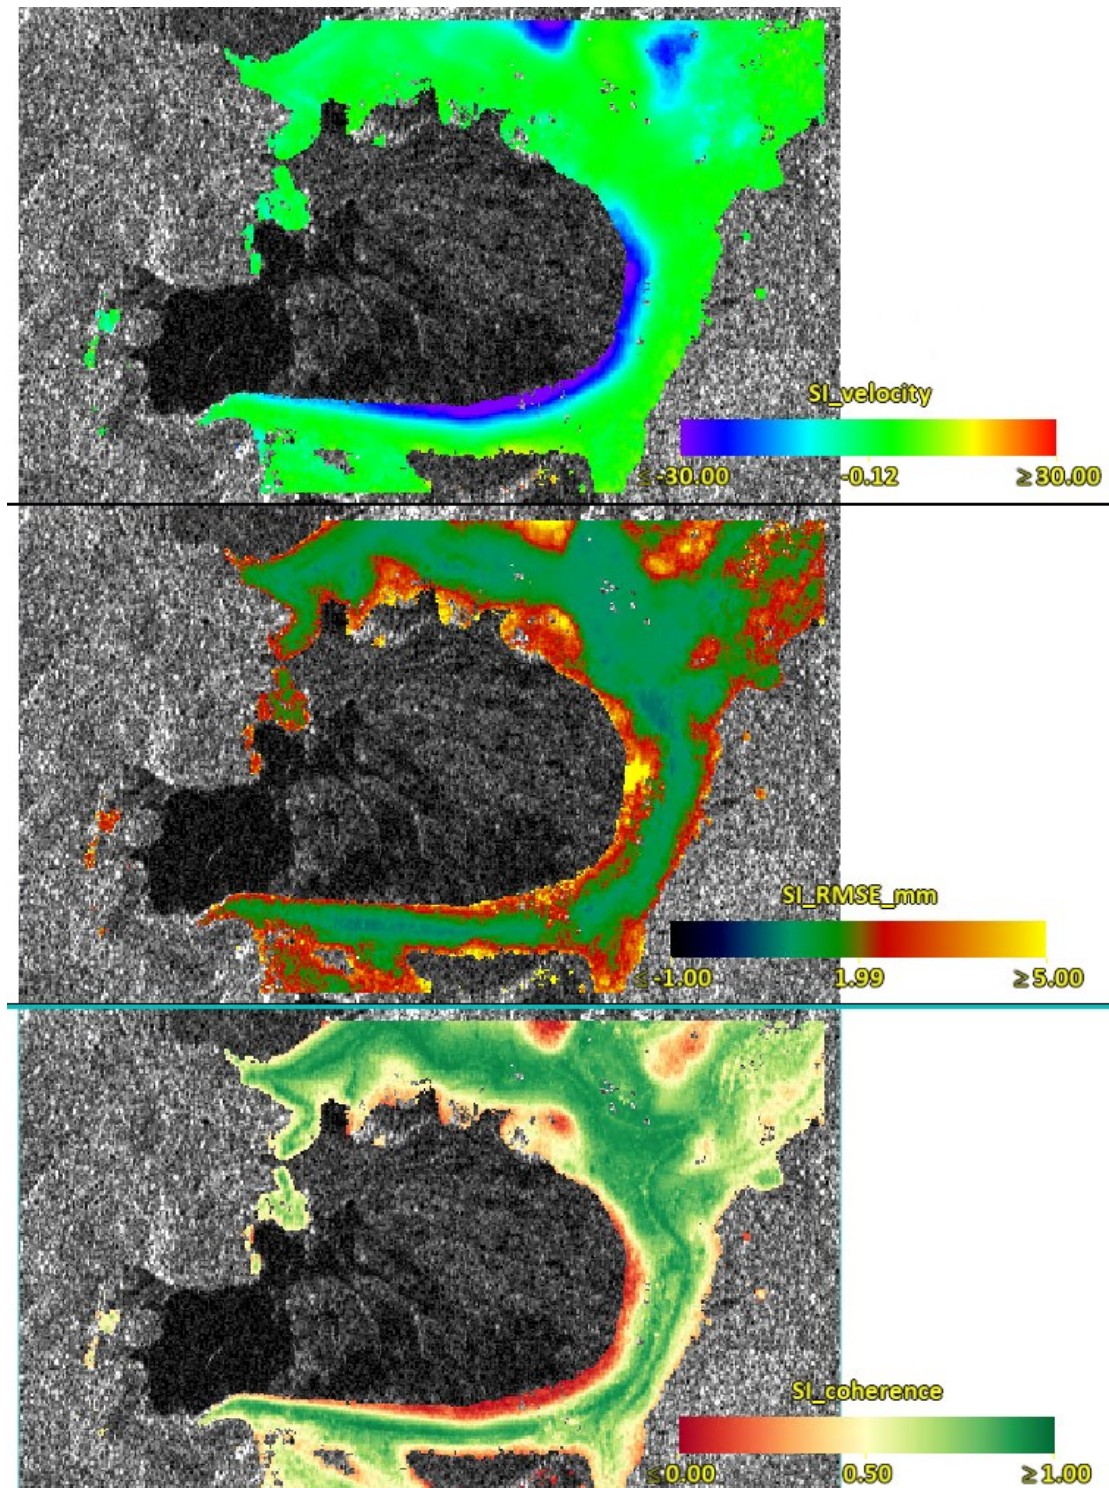 SI_velocity
≤-30.00 -0.12 ≥30.00
SI_RMSE_mm
≤-1.00 1.99 ≥5.00
SI_coherence
≤0.00 0.50 ≥1.00